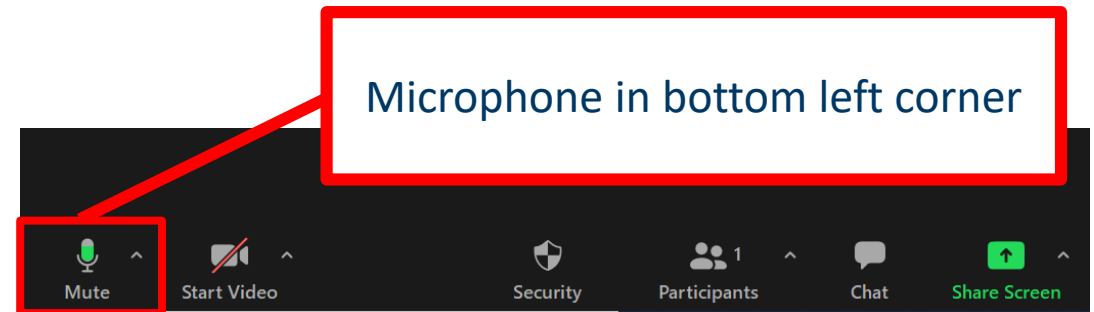 Microphone in bottom left corner
1
Mute Start Video Security Participants Chat Share Screen